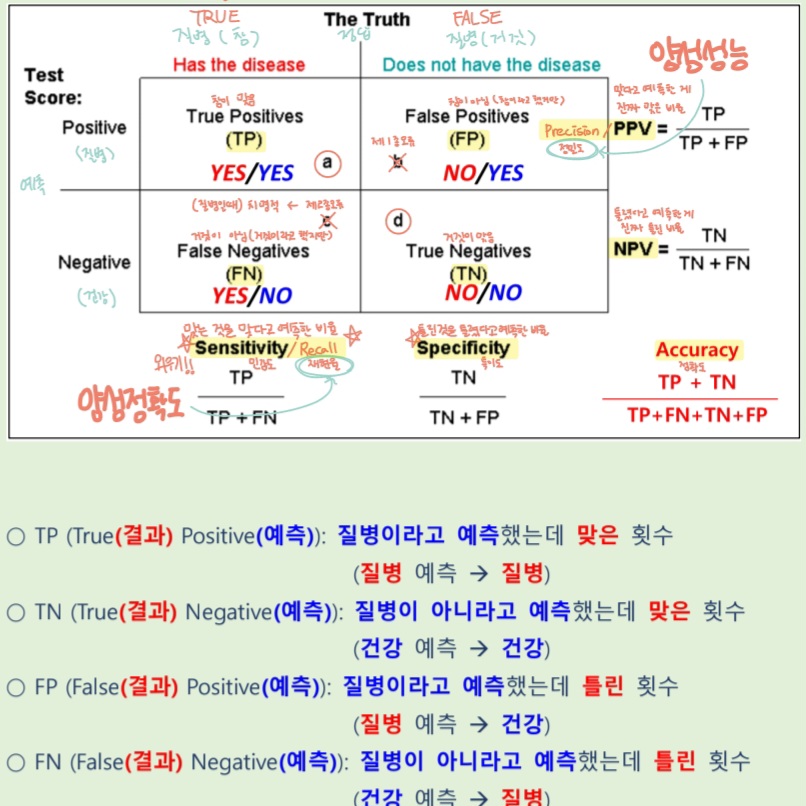 TRUE The Truth FALSE
질병 (참) 정답 질병(거짓)
Has the disease Does not have the disease
양성성능
Test
Score:
참이 맞음
True Positives
(TP)
YES/YES
a
참이 아님 (참이라고 했지만)
False Positives
(FP)
제1종오류
b
NO/YES
Positive
(질병)
예측
맞다고 예측한 게
진짜 맞은 비율
Precision / PPV = TP
정밀도
TP + FP
(질병일때) 치명적 ← 제2종오류
c
거짓이 아님(거짓이라고 했지만)
False Negatives
(FN)
YES/NO
d
거짓이 맞음
True Negatives
(TN)
NO/NO
Negative
(건강)
틀렸다고 예측한 게
진짜 틀린 비율
NPV = TN
TN + FN
맞는 것을 맞다고 예측한 비율
Sensitivity / Recall
외우기!! 민감도 재현율
TP
양성정확도
TP + FN
틀린것을 틀렸다고 예측한 비율
Specificity
특이도
TN
TN + FP
Accuracy
정확도
TP + TN
TP+FN+TN+FP
○ TP (True(결과) Positive(예측)): 질병이라고 예측했는데 맞은 횟수
(질병 예측 → 질병)
○ TN (True(결과) Negative(예측)): 질병이 아니라고 예측했는데 맞은 횟수
(건강 예측 → 건강)
○ FP (False(결과) Positive(예측)): 질병이라고 예측했는데 틀린 횟수
(질병 예측 → 건강)
○ FN (False(결과) Negative(예측)): 질병이 아니라고 예측했는데 틀린 횟수
(건강 예측 → 질병)